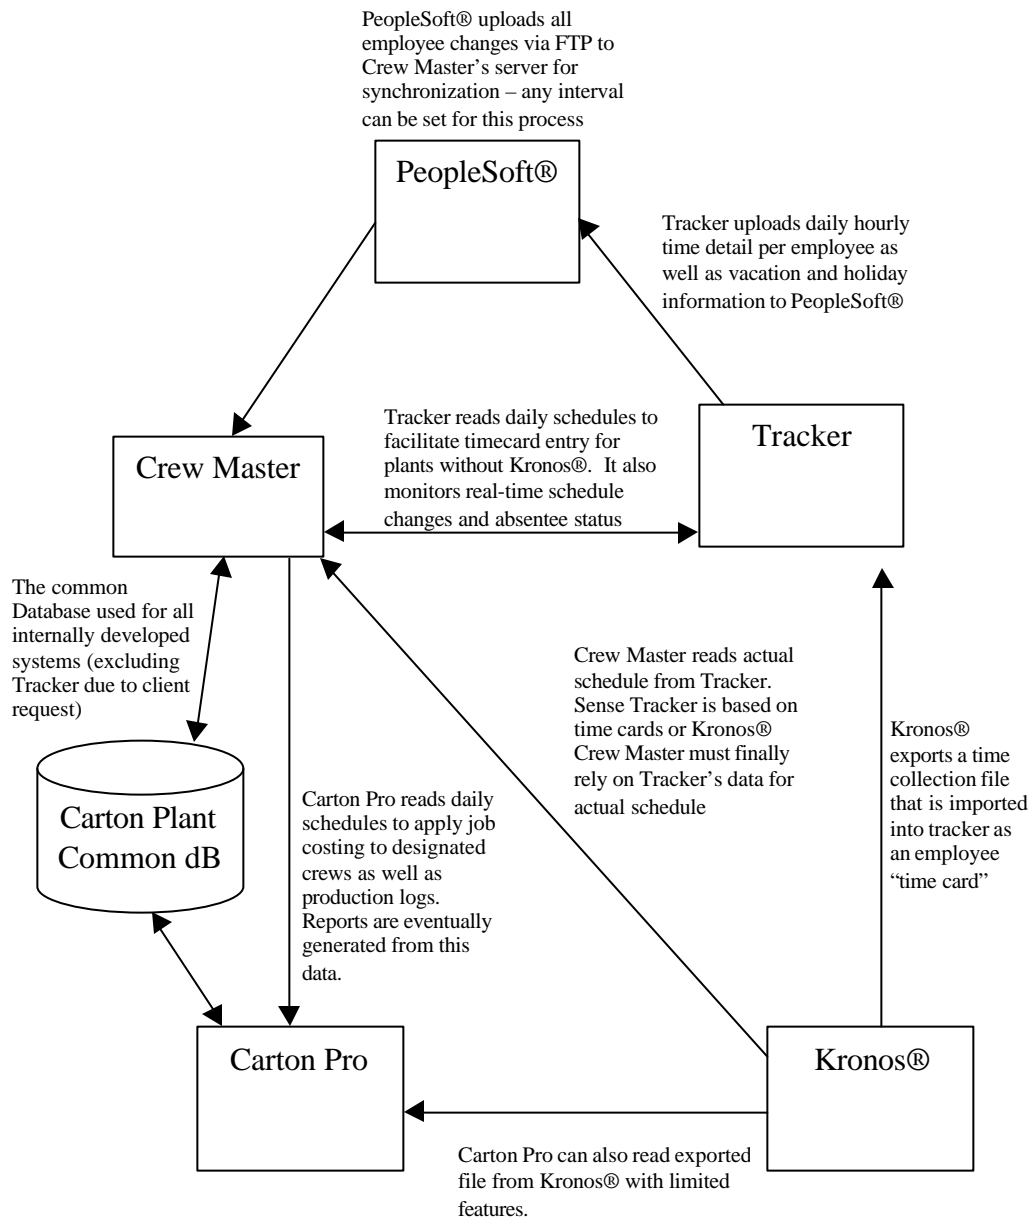 PeopleSoft® uploads all
employee changes via FTP to
Crew Master's server for
synchronization – any interval
can be set for this process
PeopleSoft®
Tracker uploads daily hourly
time detail per employee as
well as vacation and holiday
information to PeopleSoft®
Tracker reads daily schedules to
facilitate timecard entry for
plants without Kronos®. It also
monitors real-time schedule
changes and absentee status
Tracker
Crew Master
The common
Database used for all
internally developed
systems (excluding
Tracker due to client
request)
Crew Master reads actual
schedule from Tracker.
Sense Tracker is based on
time cards or Kronos®
Crew Master must finally
rely on Tracker's data for
actual schedule
Kronos®
exports a time
collection file
that is imported
into tracker as
an employee
“time card”
Carton Plant
Common dB
Carton Pro reads daily
schedules to apply job
costing to designated
crews as well as
production logs.
Reports are eventually
generated from this
data.
Carton Pro
Kronos®
Carton Pro can also read exported
file from Kronos® with limited
features.